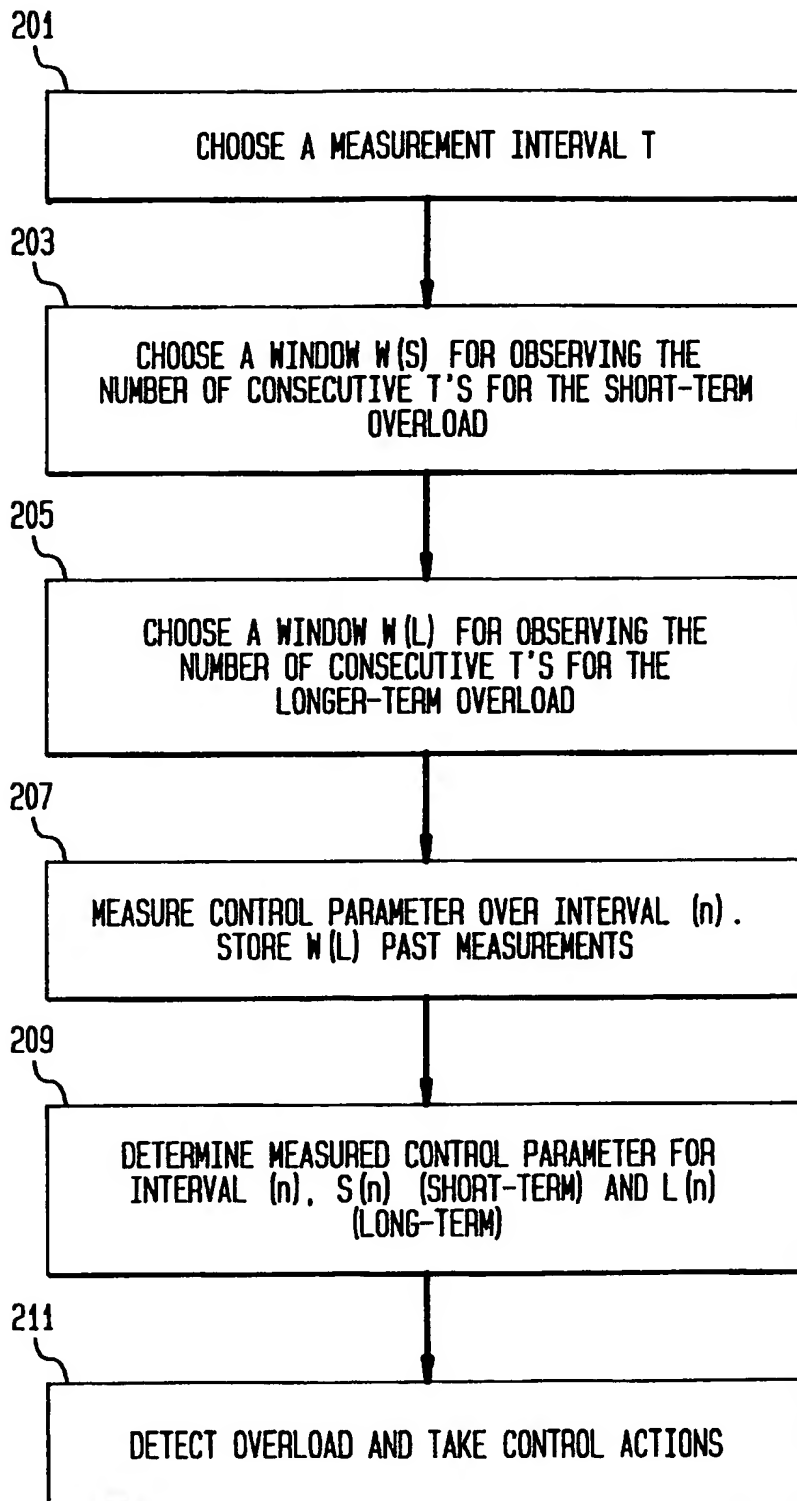 201
CHOOSE A MEASUREMENT INTERVAL T
203
CHOOSE A WINDOW W(S) FOR OBSERVING THE
NUMBER OF CONSECUTIVE T'S FOR THE SHORT-TERM
OVERLOAD
205
CHOOSE A WINDOW W(L) FOR OBSERVING THE
NUMBER OF CONSECUTIVE T'S FOR THE
LONGER-TERM OVERLOAD
207
MEASURE CONTROL PARAMETER OVER INTERVAL (n).
STORE W(L) PAST MEASUREMENTS
209
DETERMINE MEASURED CONTROL PARAMETER FOR
INTERVAL (n), S(n) (SHORT-TERM) AND L(n)
(LONG-TERM)
211
DETECT OVERLOAD AND TAKE CONTROL ACTIONS